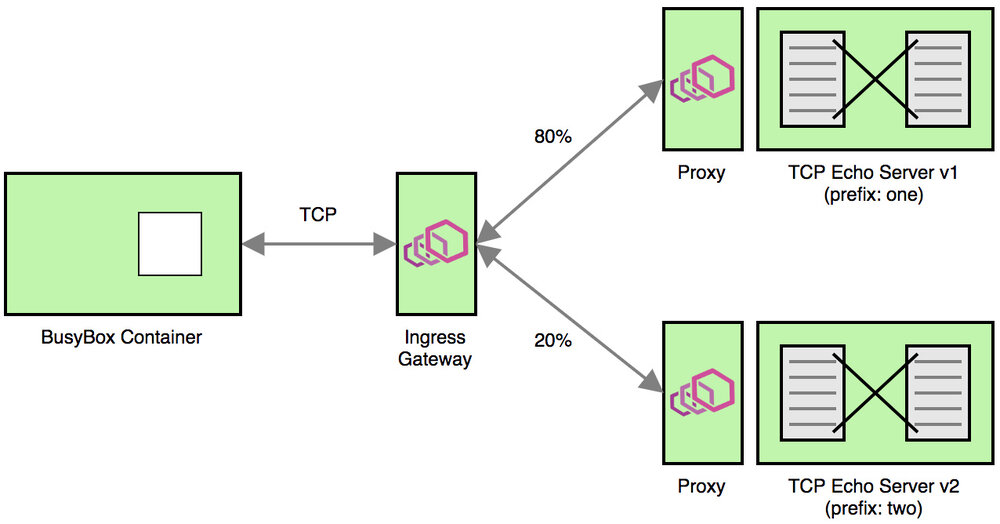 80%
Proxy
TCP Echo Server v1
(prefix: one)
TCP
BusyBox Container
Ingress
Gateway
20%
Proxy
TCP Echo Server v2
(prefix: two)